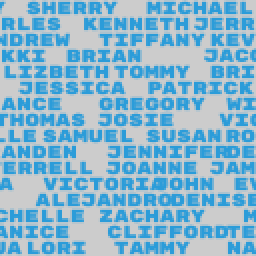 Y SHERRY MICHAEL
RLES KENNETH JERR
NDREW TIFFANY KEV
KKI BRIAN JACO
LIZBETH TOMMY BRI
JESSICA PATRICK
ANCE GREGORY WI
THOMAS JOSIE VIC
LLE SAMUEL SUSAN RO
ANDEN JENNIFER DE
ERRELL JOANNE JAM
A VICTORIA JOHN EV
ALEJANDRO DENISE
CHELLE ZACHARY M
ANICE CLIFFORD TE
UA LORI TAMMY NA